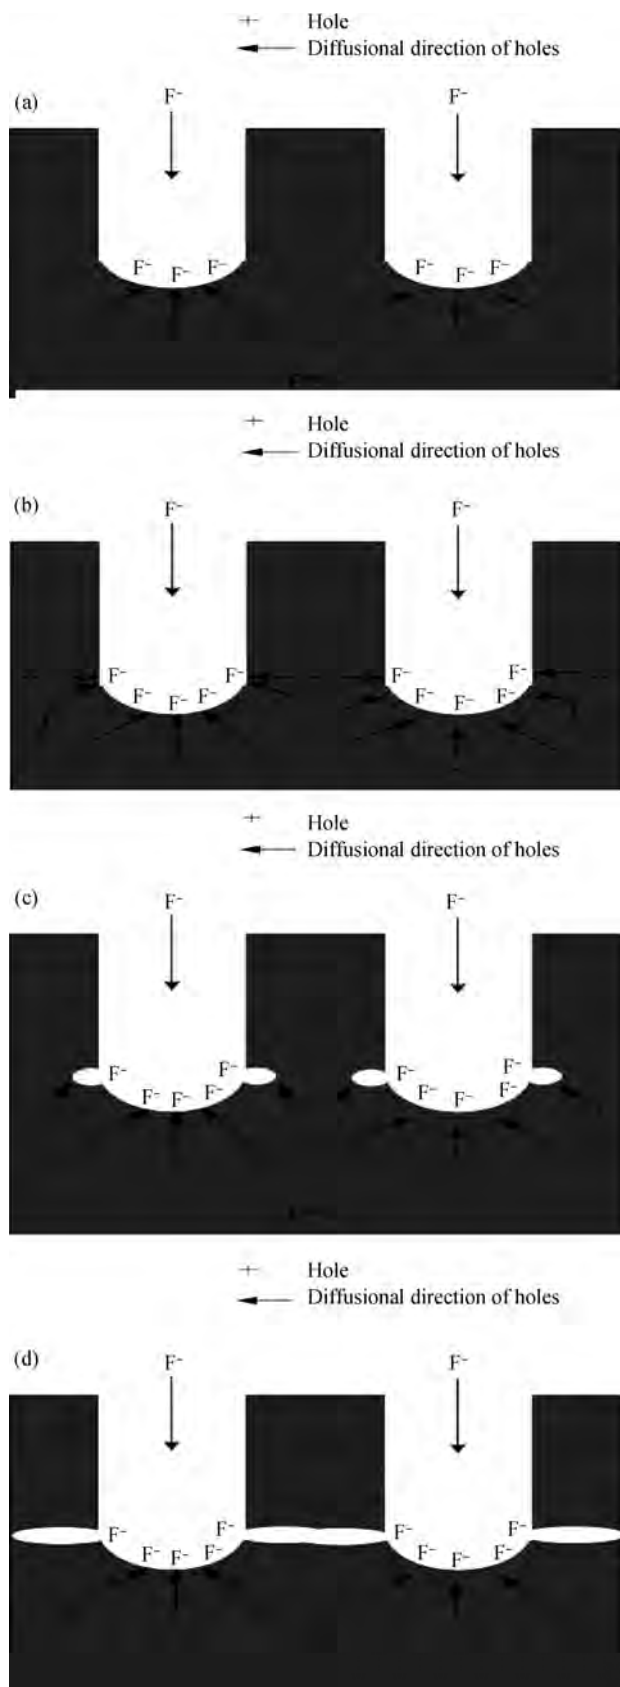 Hole
Diffusional direction of holes
(a)
F⁻ F⁻
F⁻ F⁻ F⁻ F⁻ F⁻ F⁻
Hole
Diffusional direction of holes
(b)
F⁻ F⁻
F⁻ F⁻ F⁻ F⁻
F⁻ F⁻ F⁻ F⁻ F⁻ F⁻
Hole
Diffusional direction of holes
(c)
F⁻ F⁻
F⁻ F⁻ F⁻ F⁻
F⁻ F⁻ F⁻ F⁻ F⁻ F⁻
Hole
Diffusional direction of holes
(d)
F⁻ F⁻
F⁻ F⁻ F⁻ F⁻
F⁻ F⁻ F⁻ F⁻ F⁻ F⁻